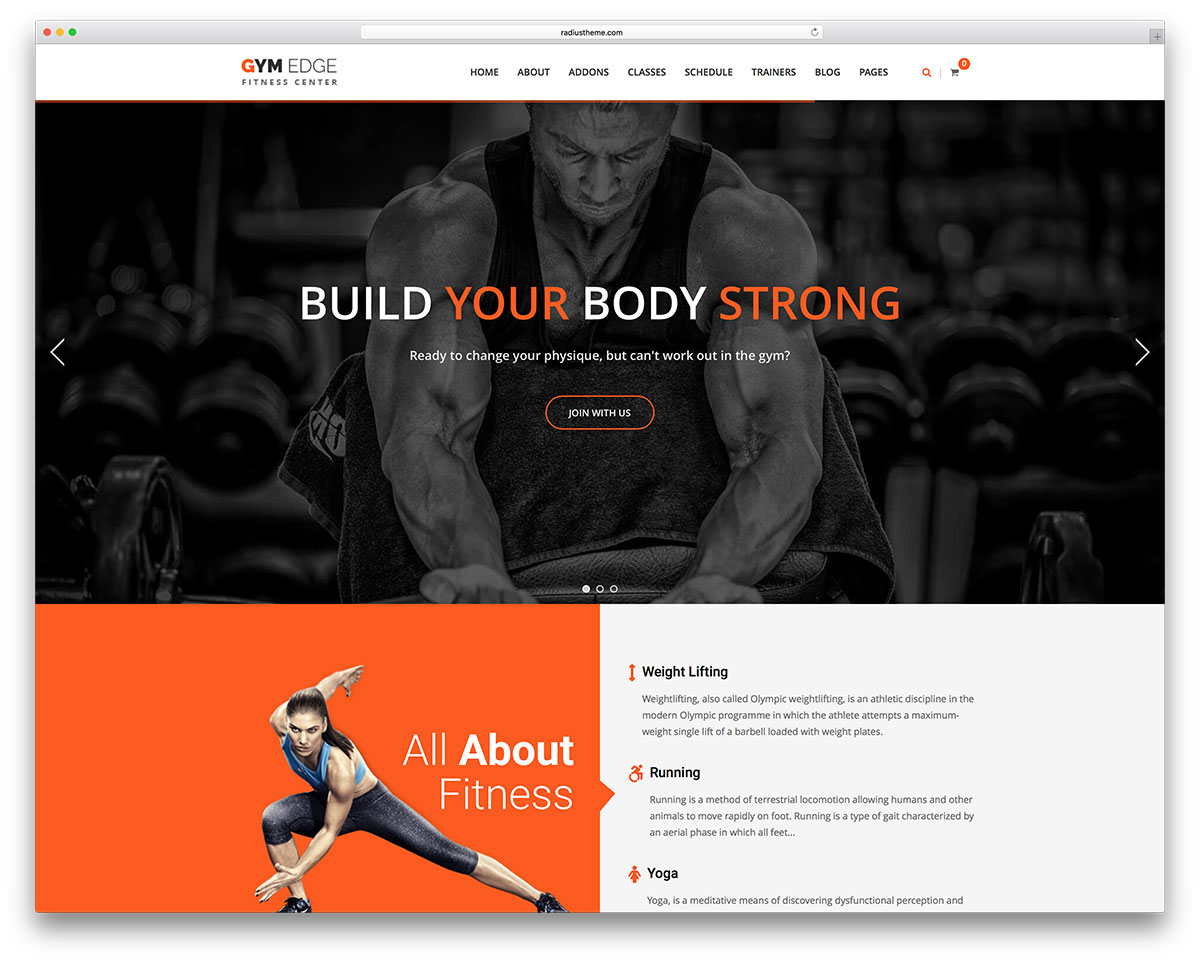 radiustheme.com
GYM EDGE
FITNESS CENTER
HOME ABOUT ADDONS CLASSES SCHEDULE TRAINERS BLOG PAGES 0
BUILD YOUR BODY STRONG
Ready to change your physique, but can't work out in the gym?
JOIN WITH US
All About
Fitness
Weight Lifting
Weightlifting, also called Olympic weightlifting, is an athletic discipline in the
modern Olympic programme in which the athlete attempts a maximum-
weight single lift of a barbell loaded with weight plates.
Running
Running is a method of terrestrial locomotion allowing humans and other
animals to move rapidly on foot. Running is a type of gait characterized by
an aerial phase in which all feet...
Yoga
Yoga, is a meditative means of discovering dysfunctional perception and